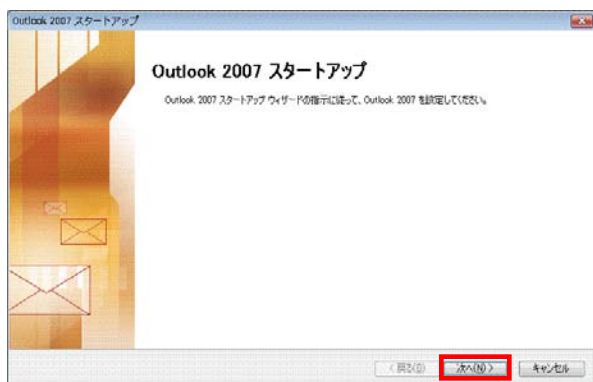 Outlook 2007 スタートアップ
Outlook 2007 スタートアップ
Outlook 2007 スタートアップ ウィザードの指示に従って、Outlook 2007 を設定してください。
< 戻る(B) 次へ(N) > キャンセル